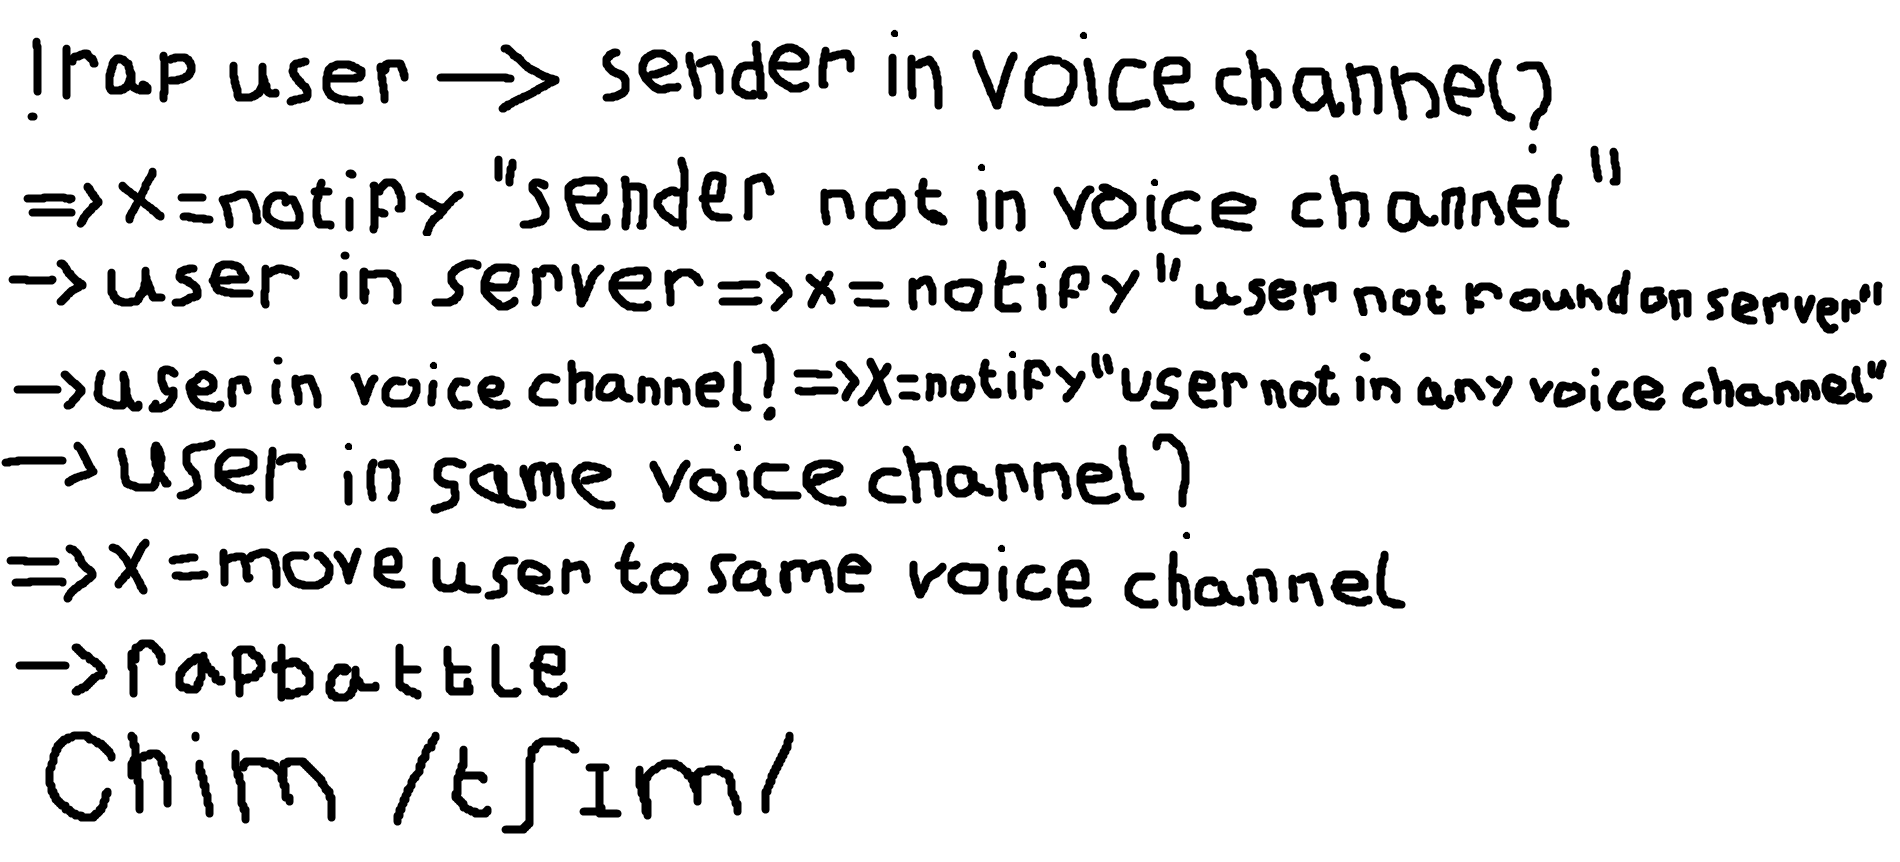 !rap user → sender in voice channel?
⇒ x = notify "sender not in voice channel"
→ user in server ⇒ x = notify "user not found on server"
→ user in voice channel? ⇒ x = notify "user not in any voice channel"
→ user in same voice channel?
⇒ x = move user to same voice channel
→ rapbattle
Chim /tʃɪm/